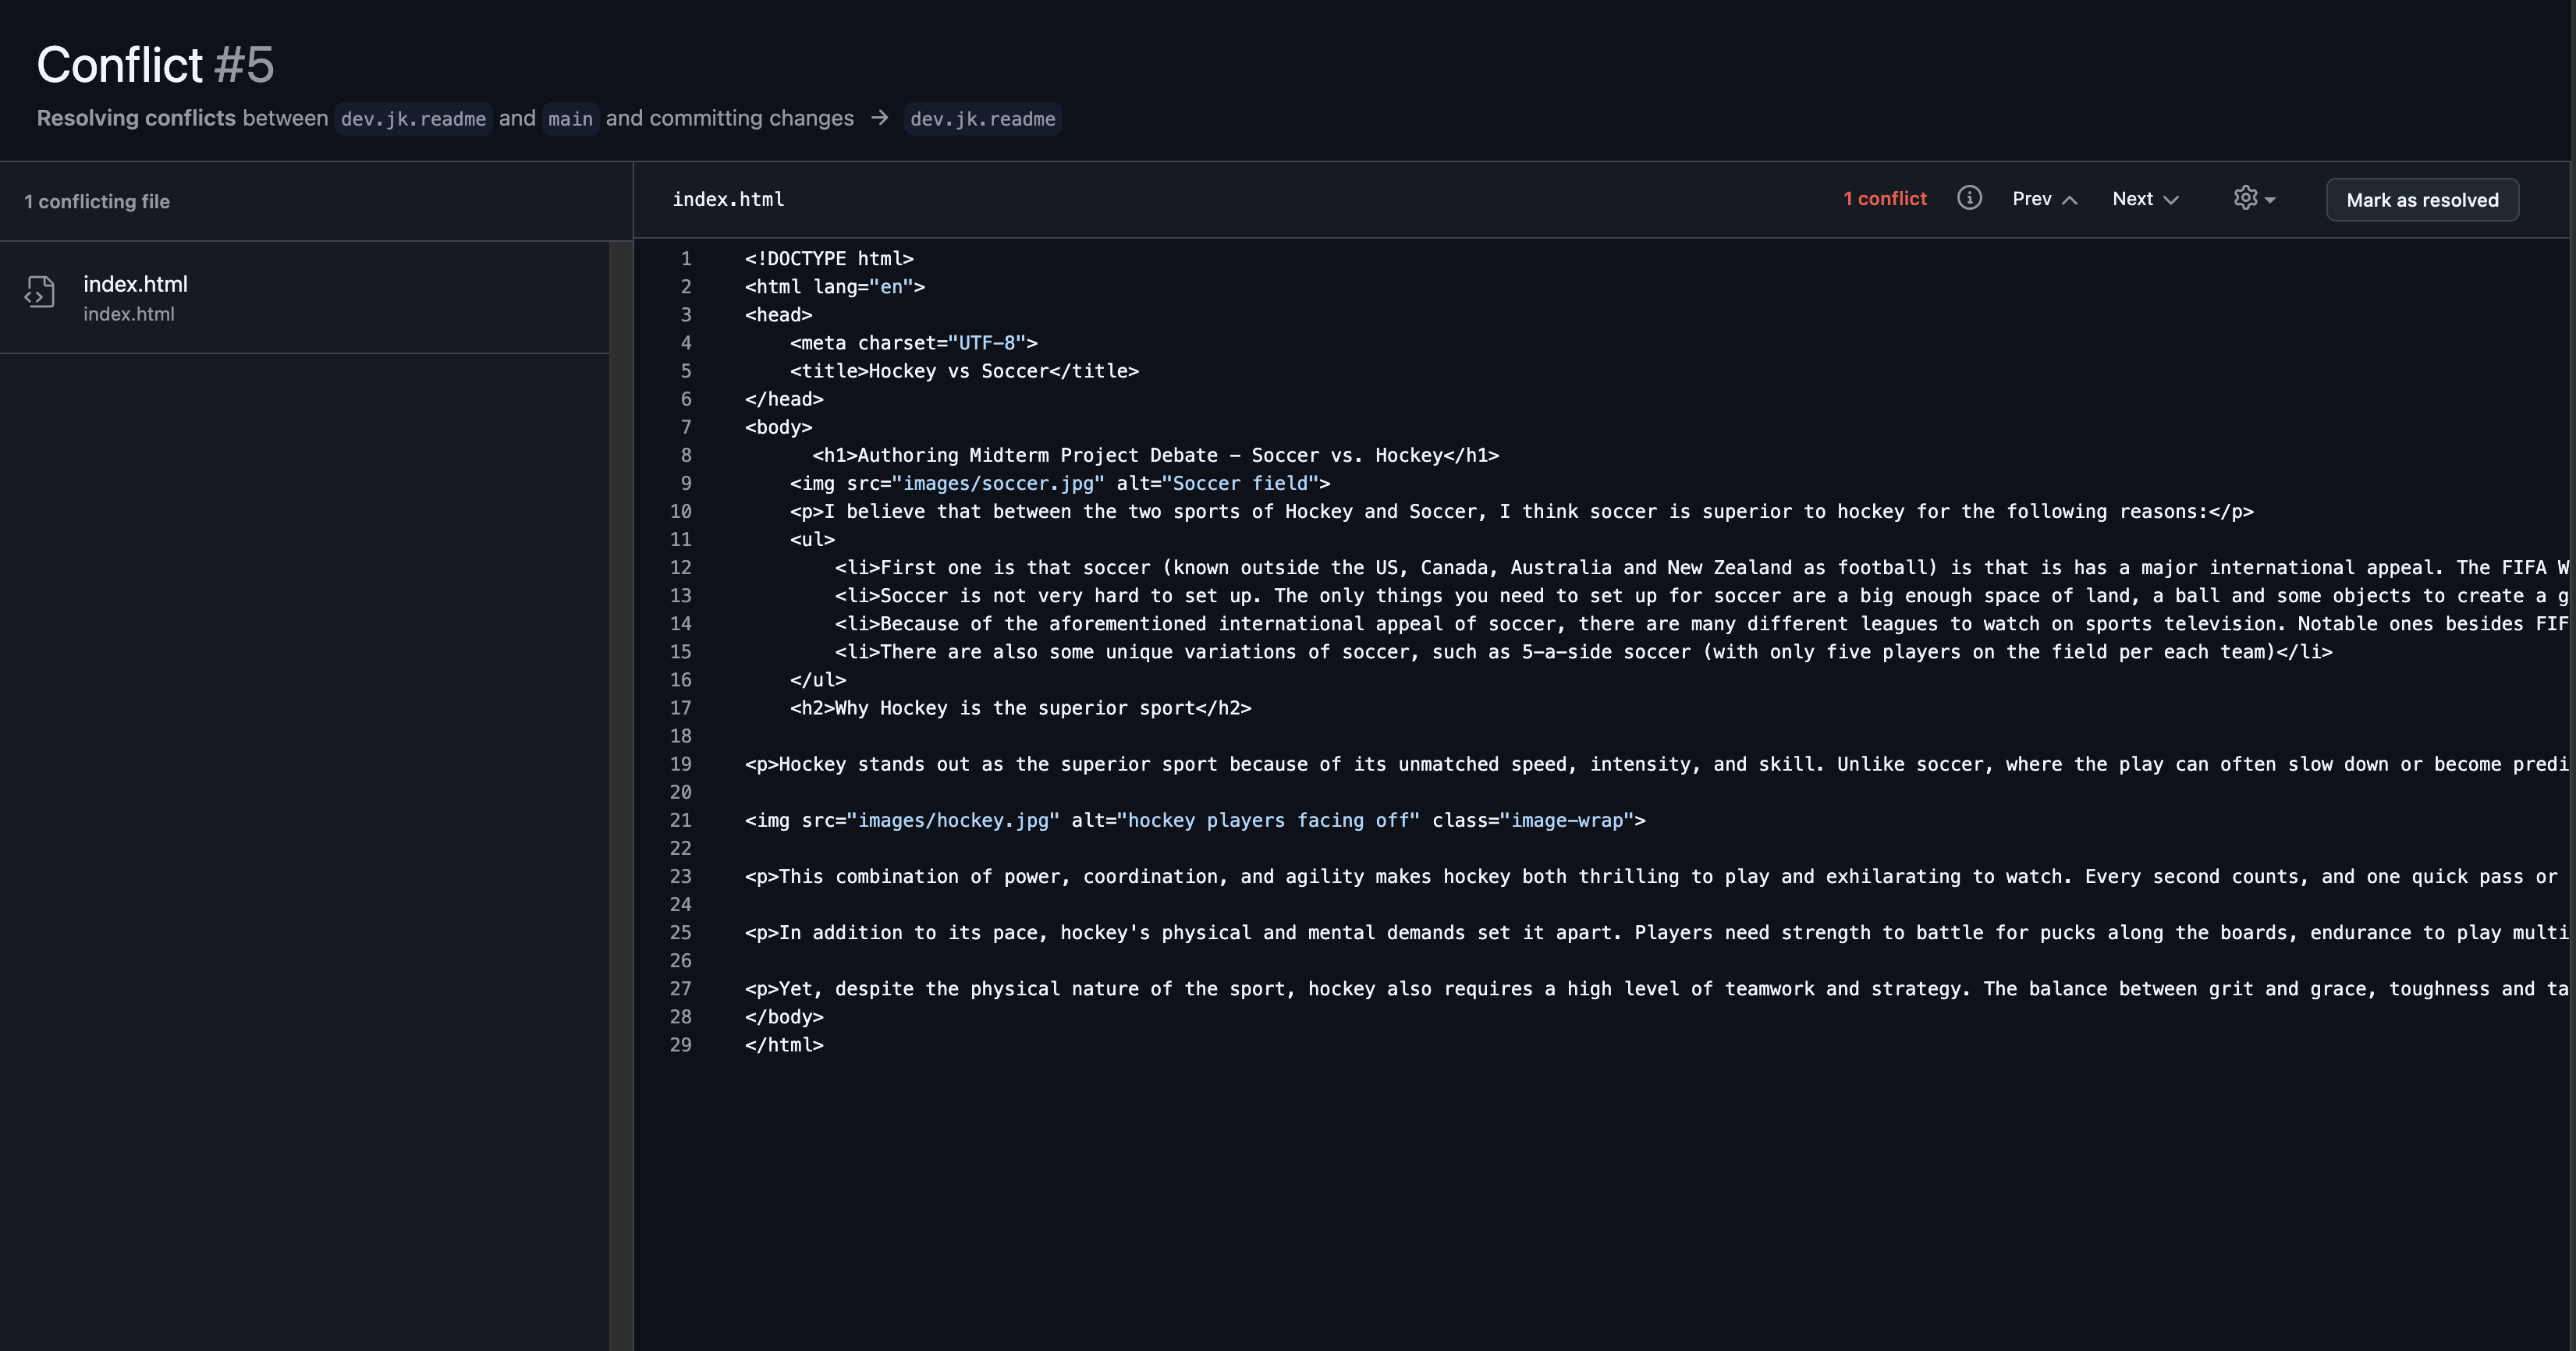 Conflict #5
Resolving conflicts between dev.jk.readme and main and committing changes → dev.jk.readme
1 conflicting file
index.html
index.html
index.html
1 conflict
Prev
Next
Mark as resolved
1 <!DOCTYPE html>
2 <html lang="en">
3 <head>
4     <meta charset="UTF-8">
5     <title>Hockey vs Soccer</title>
6 </head>
7 <body>
8       <h1>Authoring Midterm Project Debate - Soccer vs. Hockey</h1>
9     <img src="images/soccer.jpg" alt="Soccer field">
10     <p>I believe that between the two sports of Hockey and Soccer, I think soccer is superior to hockey for the following reasons:</p>
11     <ul>
12         <li>First one is that soccer (known outside the US, Canada, Australia and New Zealand as football) is that is has a major international appeal. The FIFA W
13         <li>Soccer is not very hard to set up. The only things you need to set up for soccer are a big enough space of land, a ball and some objects to create a g
14         <li>Because of the aforementioned international appeal of soccer, there are many different leagues to watch on sports television. Notable ones besides FIF
15         <li>There are also some unique variations of soccer, such as 5-a-side soccer (with only five players on the field per each team)</li>
16     </ul>
17     <h2>Why Hockey is the superior sport</h2>
18
19 <p>Hockey stands out as the superior sport because of its unmatched speed, intensity, and skill. Unlike soccer, where the play can often slow down or become predi
20
21 <img src="images/hockey.jpg" alt="hockey players facing off" class="image-wrap">
22
23 <p>This combination of power, coordination, and agility makes hockey both thrilling to play and exhilarating to watch. Every second counts, and one quick pass or
24
25 <p>In addition to its pace, hockey's physical and mental demands set it apart. Players need strength to battle for pucks along the boards, endurance to play multi
26
27 <p>Yet, despite the physical nature of the sport, hockey also requires a high level of teamwork and strategy. The balance between grit and grace, toughness and ta
28 </body>
29 </html>